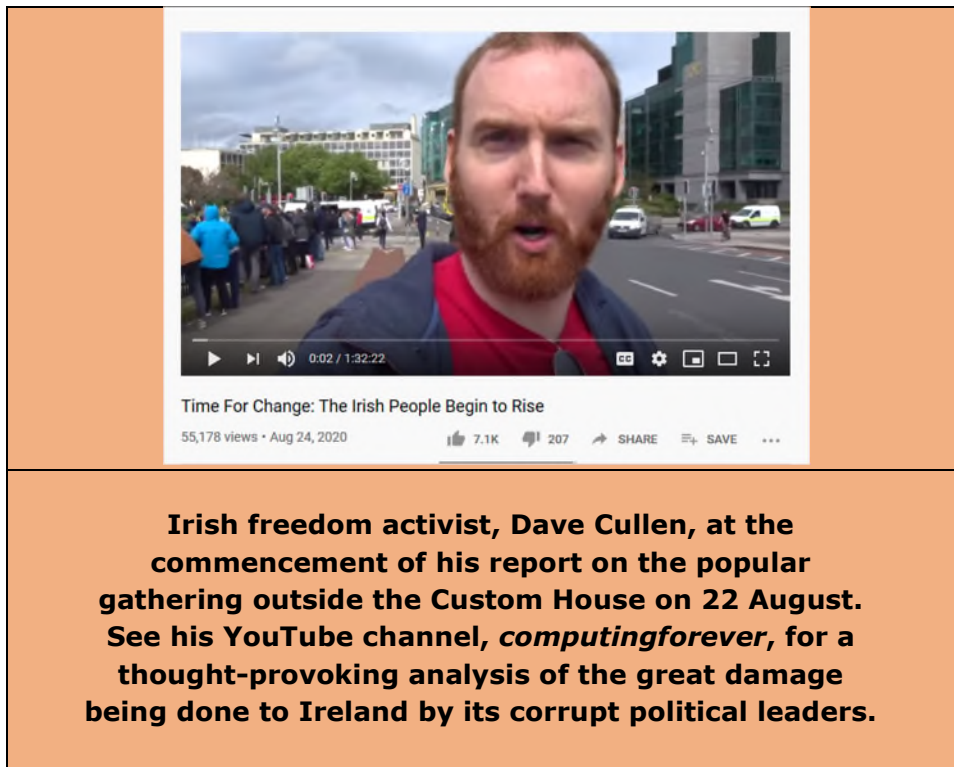 0:02 / 1:32:22
CC
Time For Change: The Irish People Begin to Rise
55,178 views • Aug 24, 2020 7.1K 207 SHARE SAVE
Irish freedom activist, Dave Cullen, at the
commencement of his report on the popular
gathering outside the Custom House on 22 August.
See his YouTube channel, computingforever, for a
thought-provoking analysis of the great damage
being done to Ireland by its corrupt political leaders.